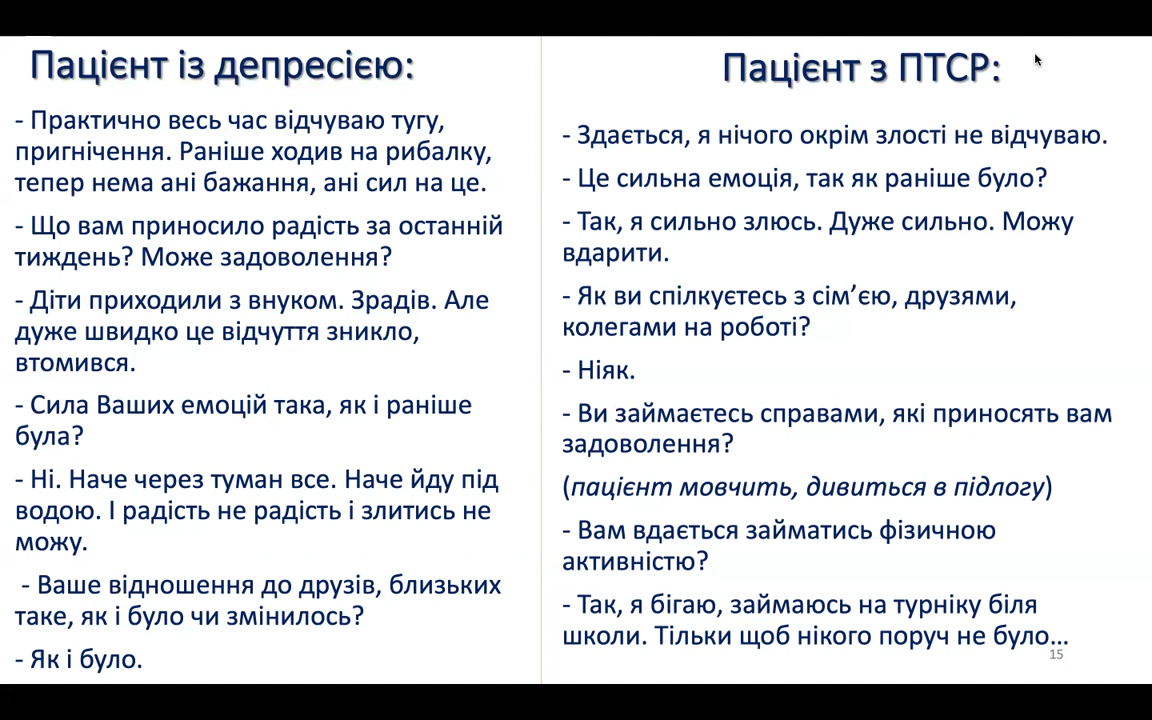 Пацієнт із депресією:
- Практично весь час відчуваю тугу,
пригнічення. Раніше ходив на рибалку,
тепер нема ані бажання, ані сил на це.
- Що вам приносило радість за останній
тиждень? Може задоволення?
- Діти приходили з внуком. Зрадів. Але
дуже швидко це відчуття зникло,
втомився.
- Сила Ваших емоцій така, як і раніше
була?
- Ні. Наче через туман все. Наче йду під
водою. І радість не радість і злитись не
можу.
- Ваше відношення до друзів, близьких
таке, як і було чи змінилось?
- Як і було.
Пацієнт з ПТСР:
- Здається, я нічого окрім злості не відчуваю.
- Це сильна емоція, так як раніше було?
- Так, я сильно злюсь. Дуже сильно. Можу
вдарити.
- Як ви спілкуєтесь з сім’єю, друзями,
колегами на роботі?
- Ніяк.
- Ви займаєтесь справами, які приносять вам
задоволення?
(пацієнт мовчить, дивиться в підлогу)
- Вам вдається займатись фізичною
активністю?
- Так, я бігаю, займаюсь на турніку біля
школи. Тільки щоб нікого поруч не було...
15